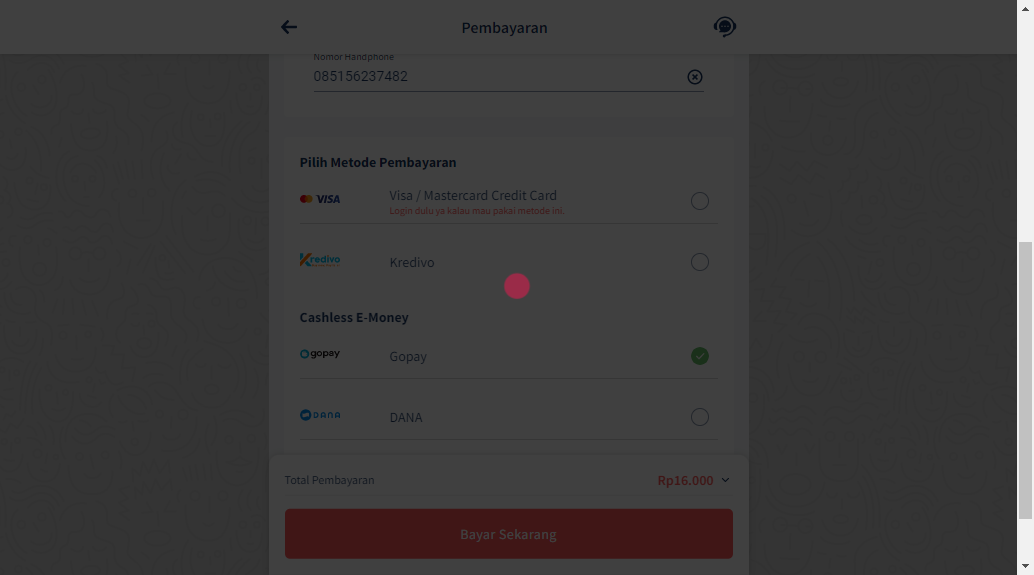 Pembayaran
Nomor Handphone
085156237482
Pilih Metode Pembayaran
VISA
Visa / Mastercard Credit Card
Login dulu ya kalau mau pakai metode ini.
Kredivo
Kredivo
Cashless E-Money
gopay
Gopay
DANA
DANA
Total Pembayaran
Rp16.000
Bayar Sekarang